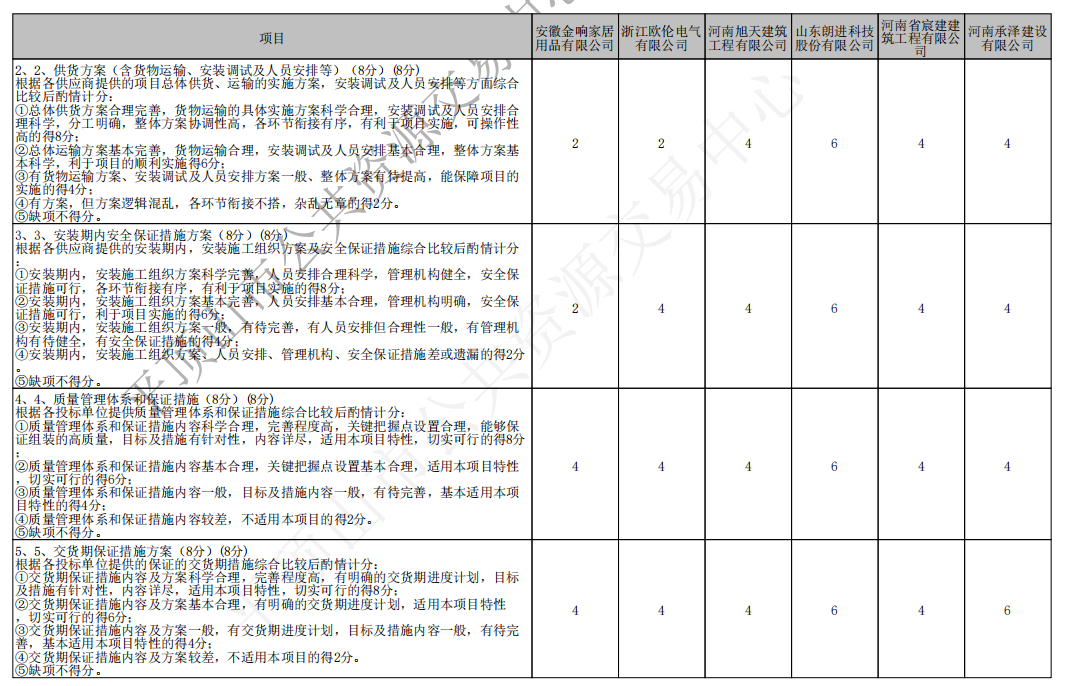 项目
安徽金响家居
用品有限公司
浙江欧伦电气
有限公司
河南旭天建筑
工程有限公司
山东朗进科技
股份有限公司
河南省宸建建
筑工程有限公
司
河南承泽建设
有限公司
2、2、供货方案（含货物运输、安装调试及人员安排等）（8分）(8分)
根据各供应商提供的项目总体供货、运输的实施方案，安装调试及人员安排等方面综合
比较后酌情计分：
①总体供货方案合理完善，货物运输的具体实施方案科学合理，安装调试及人员安排合
理科学，分工明确，整体方案协调性高，各环节衔接有序，有利于项目实施，可操作性
高的得8分；
②总体运输方案基本完善，货物运输合理，安装调试及人员安排基本合理，整体方案基
本科学，利于项目的顺利实施得6分；
③有货物运输方案、安装调试及人员安排方案一般、整体方案有待提高，能保障项目的
实施的得4分；
④有方案，但方案逻辑混乱，各环节衔接不搭，杂乱无章的得2分。
⑤缺项不得分。
2 2 4 6 4 4
3、3、安装期内安全保证措施方案（8分）(8分)
根据各供应商提供的安装期内，安装施工组织方案及安全保证措施综合比较后酌情计分
：
①安装期内，安装施工组织方案科学完善，人员安排合理科学，管理机构健全，安全保
证措施可行，各环节衔接有序，有利于项目实施的得8分；
②安装期内，安装施工组织方案基本完善，人员安排基本合理，管理机构明确，安全保
证措施可行，利于项目实施的得6分；
③安装期内，安装施工组织方案一般，有待完善，有人员安排但合理性一般，有管理机
构有待健全，有安全保证措施的得4分；
④安装期内，安装施工组织方案、人员安排、管理机构、安全保证措施差或遗漏的得2分
。
⑤缺项不得分。
2 4 4 6 4 4
4、4、质量管理体系和保证措施（8分）(8分)
根据各投标单位提供质量管理体系和保证措施综合比较后酌情计分：
①质量管理体系和保证措施内容科学合理，完善程度高，关键把握点设置合理，能够保
证组装的高质量，目标及措施有针对性，内容详尽，适用本项目特性，切实可行的得8分
；
②质量管理体系和保证措施内容基本合理，关键把握点设置基本合理，适用本项目特性
，切实可行的得6分；
③质量管理体系和保证措施内容一般，目标及措施内容一般，有待完善，基本适用本项
目特性的得4分；
④质量管理体系和保证措施内容较差，不适用本项目的得2分。
⑤缺项不得分。
4 4 4 6 4 4
5、5、交货期保证措施方案（8分）(8分)
根据各投标单位提供的保证的交货期措施综合比较后酌情计分：
①交货期保证措施内容及方案科学合理，完善程度高，有明确的交货期进度计划，目标
及措施有针对性，内容详尽，适用本项目特性，切实可行的得8分；
②交货期保证措施内容及方案基本合理，有明确的交货期进度计划，适用本项目特性
，切实可行的得6分；
③交货期保证措施内容及方案一般，有交货期进度计划，目标及措施内容一般，有待完
善，基本适用本项目特性的得4分；
④交货期保证措施内容及方案较差，不适用本项目的得2分。
⑤缺项不得分。
4 4 4 6 4 6
平顶山市公共资源交易中心
平顶山市公共资源交易中心